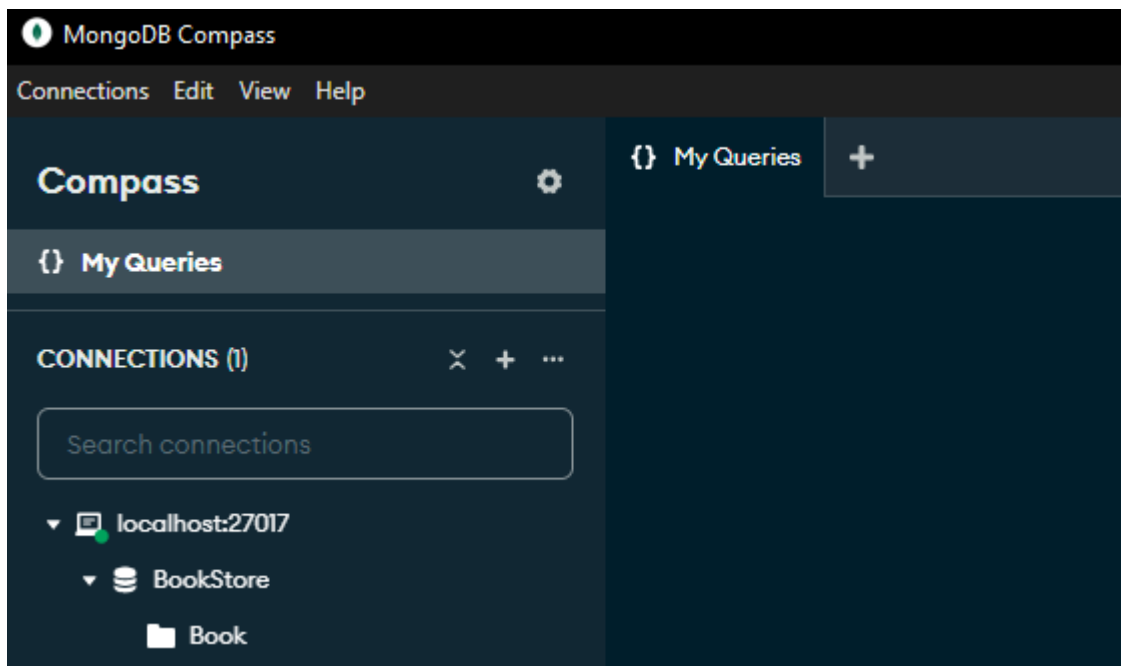 MongoDB Compass
Connections Edit View Help
Compass
{} My Queries
{} My Queries
CONNECTIONS (1)
Search connections
localhost:27017
BookStore
Book